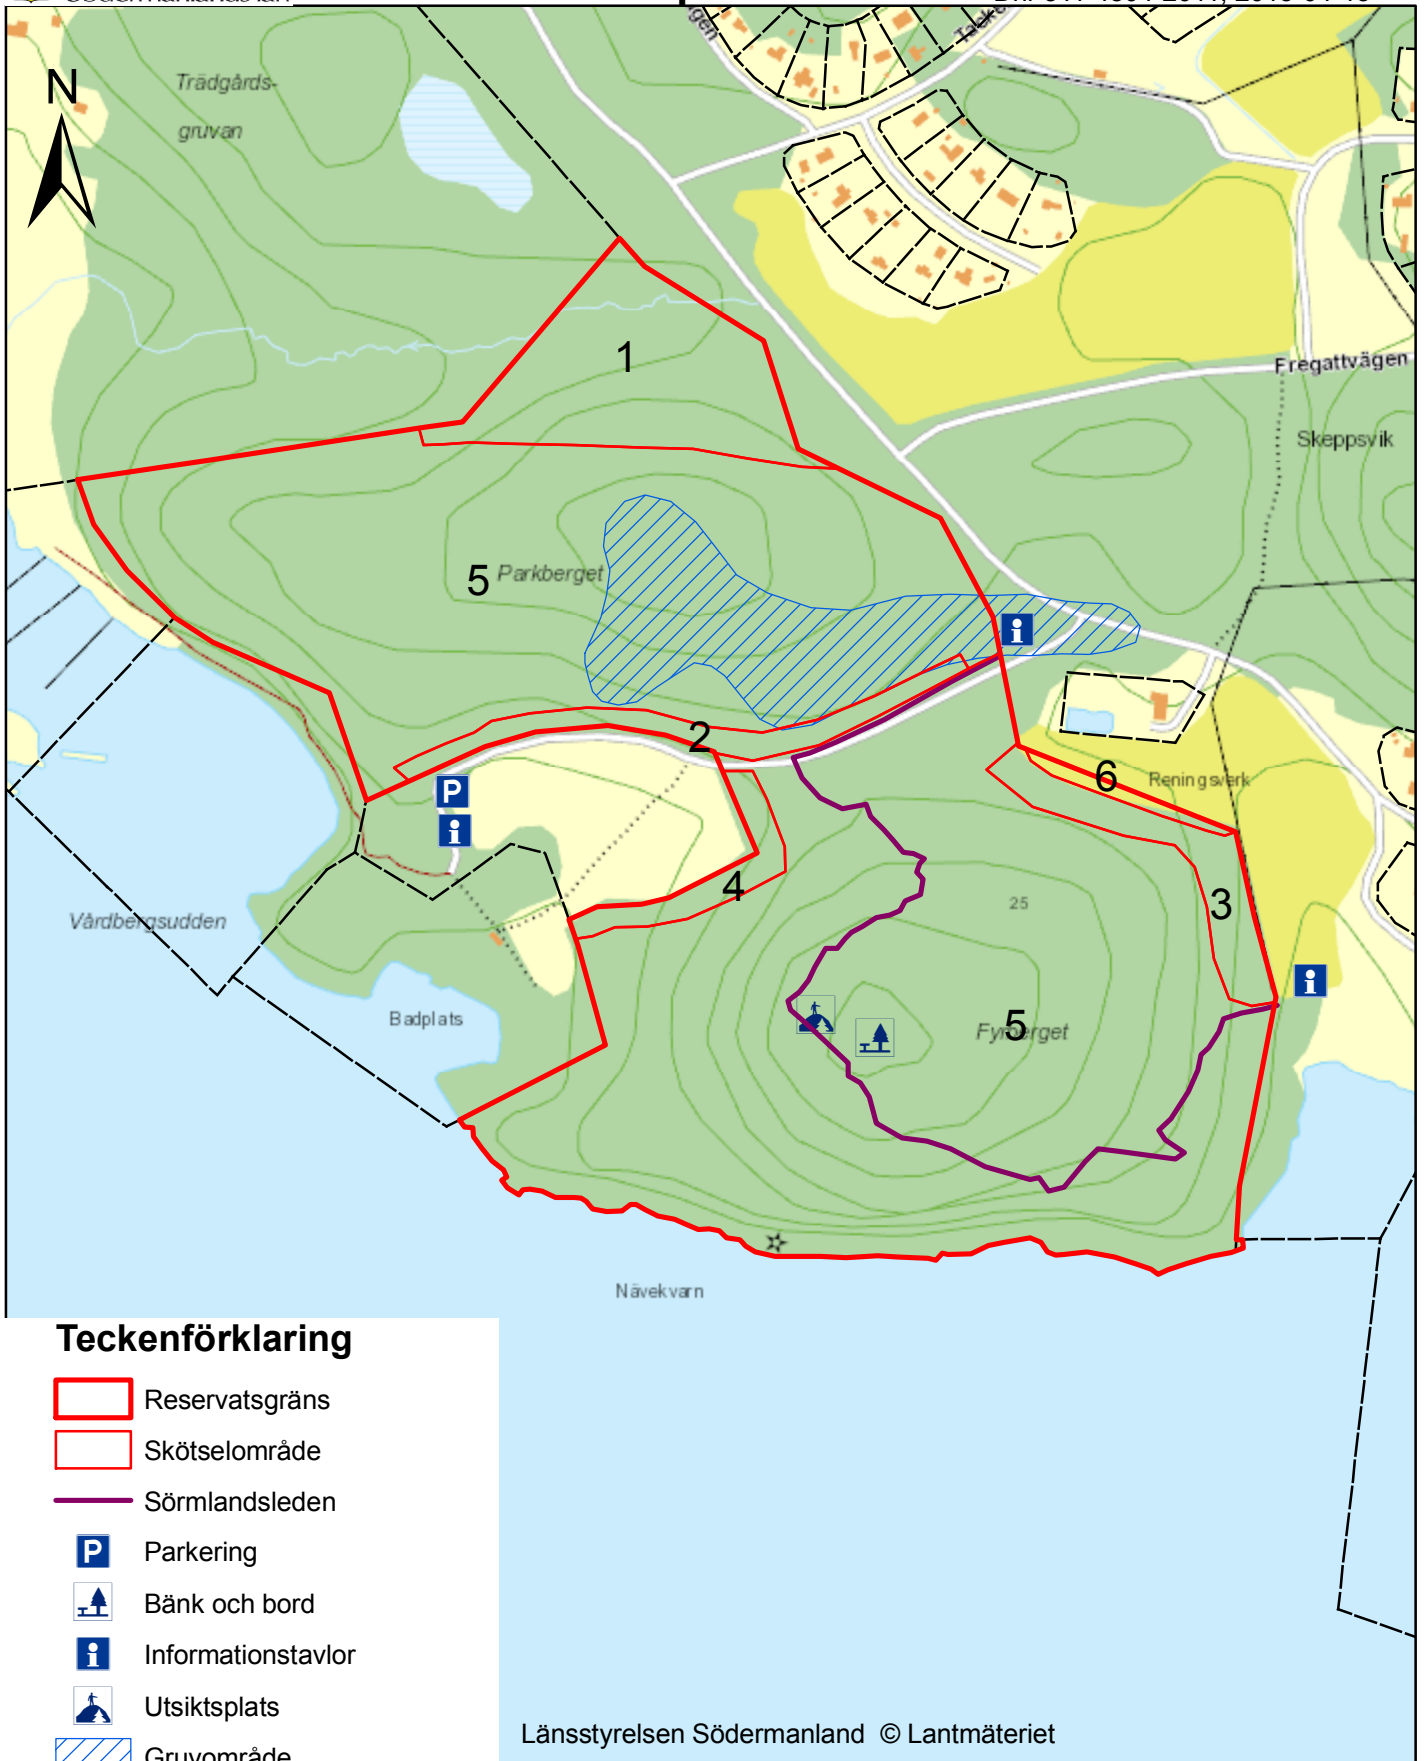 N
Trädgårds-
gruvan
1
Fregattvägen
Skeppsvik
5 Parkberget
i
2
P
i
6
Reningsverk
4
3
25
Vårdbergsudden
i
Badplats
5
Fyrberget
Nävekvarn
Teckenförklaring
Reservatsgräns
Skötselområde
Sörmlandsleden
P Parkering
Bänk och bord
i Informationstavlor
Utsiktsplats
Gruvområde
Länsstyrelsen Södermanland © Lantmäteriet